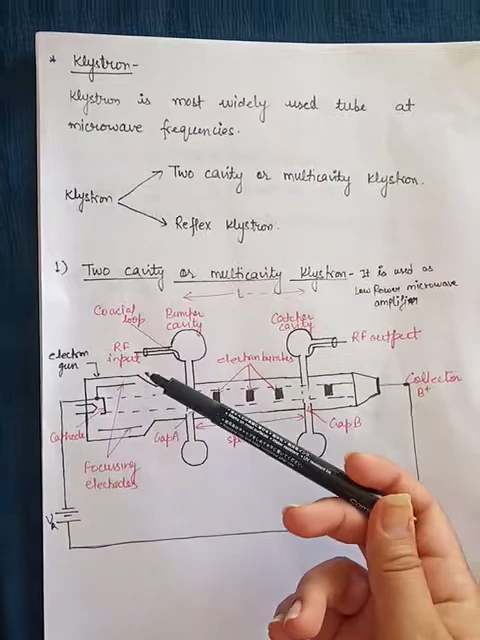 * Klystron-
Klystron is most widely used tube at
microwave frequencies.
Klystron
Two cavity or multicavity Klystron.
Reflex Klystron.
1) Two cavity or multicavity Klystron- It is used as
Low Power microwave
amplifier
L
Coaxial
loop
Buncher
cavity
Catcher
cavity
RF
input
RF output
electron
gun
electron bunches
Collector
B+
Cathode
Gap A
Gap B
Focussing
electrodes
VA